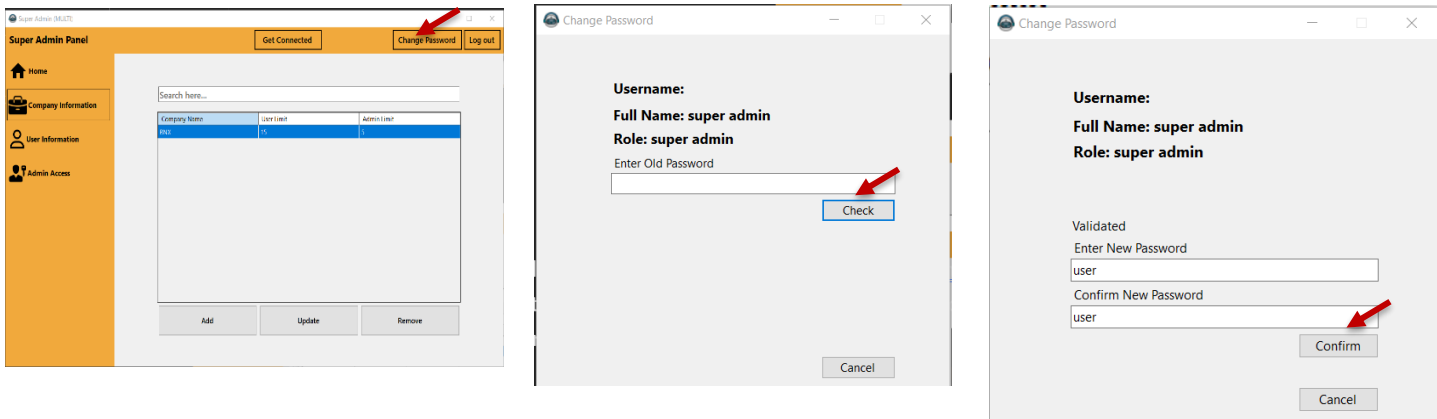 Super Admin (MULTI
Super Admin Panel
Get Connected
Change Password
Log out
Home
Company Information
User Information
Admin Access
Search here...
Company Name
User Limit
Admin Limit
RNX
15
Add
Update
Remove
Change Password
Username:
Full Name: super admin
Role: super admin
Enter Old Password
Check
Cancel
Change Password
Username:
Full Name: super admin
Role: super admin
Validated
Enter New Password
user
Confirm New Password
user
Confirm
Cancel